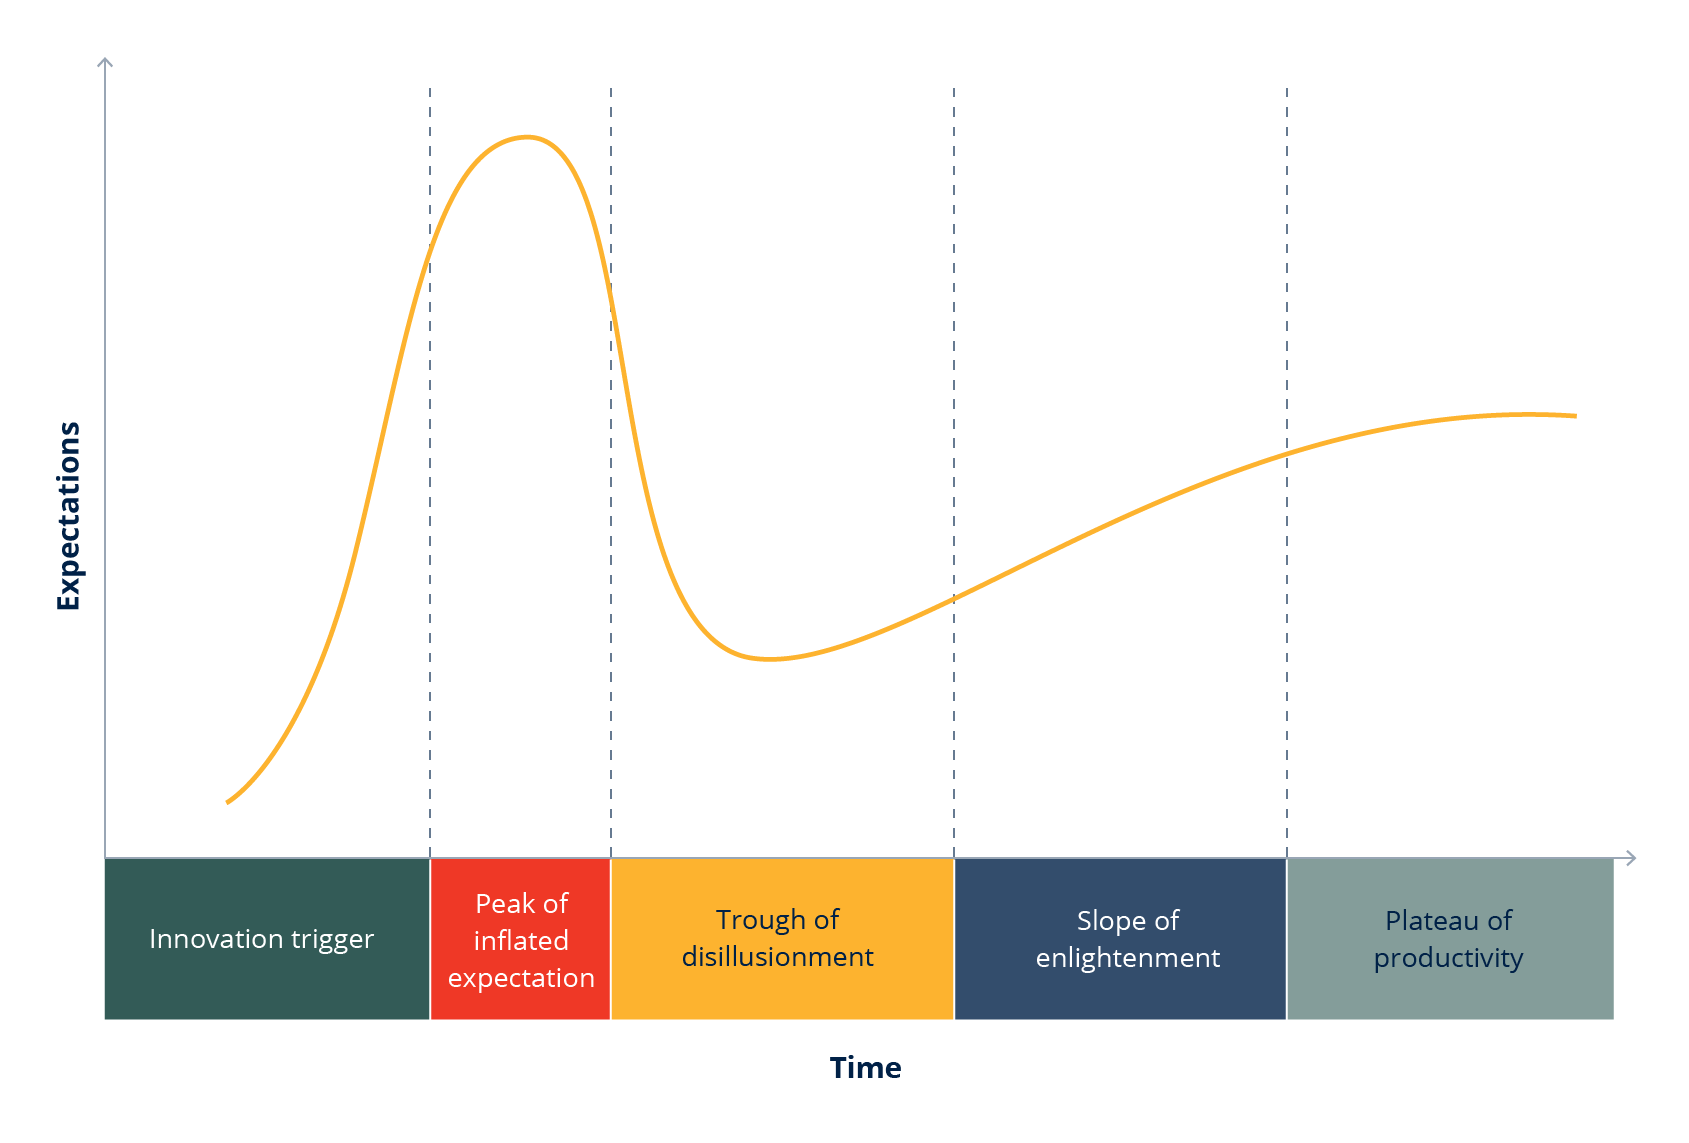 Expectations
Innovation trigger
Peak of
inflated
expectation
Trough of
disillusionment
Slope of
enlightenment
Plateau of
productivity
Time